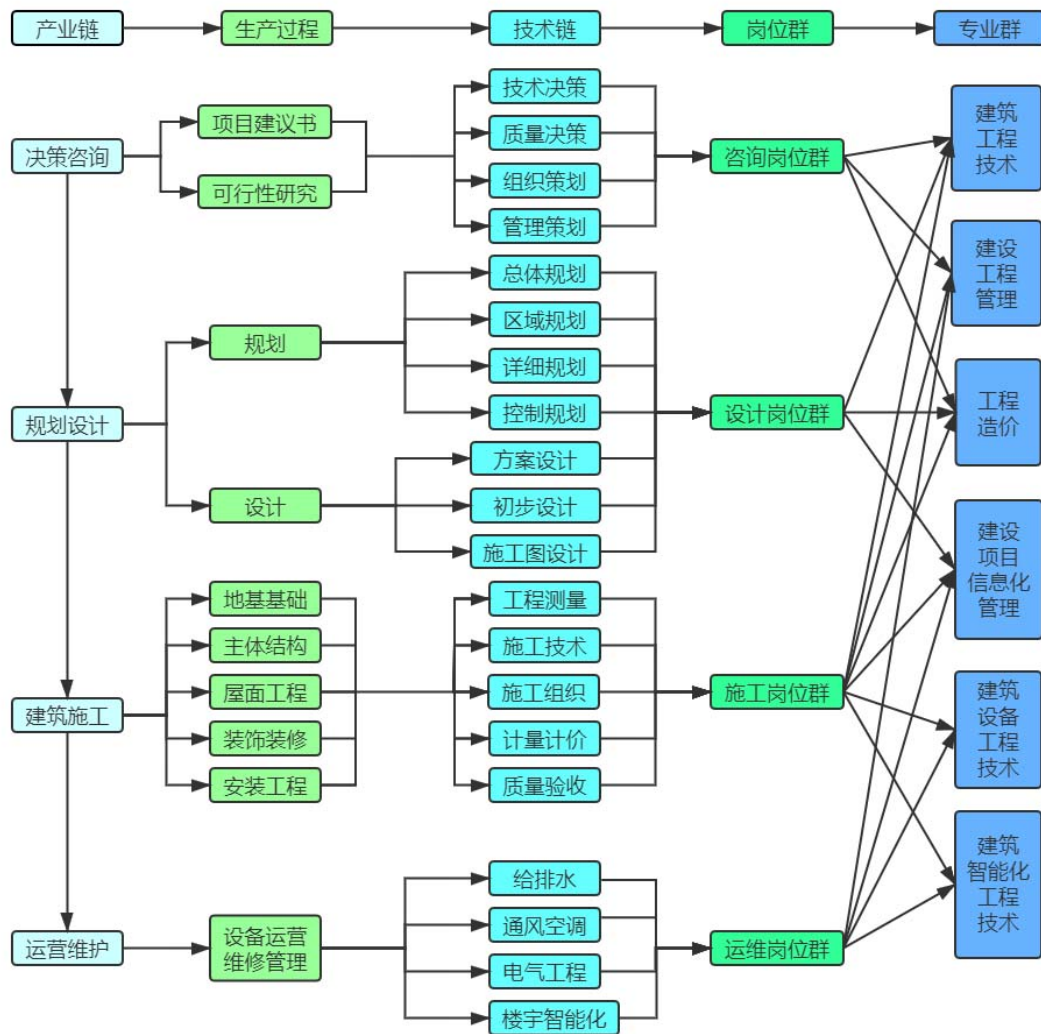 产业链
生产过程
技术链
岗位群
专业群
决策咨询
项目建议书
可行性研究
技术决策
质量决策
组织策划
管理策划
咨询岗位群
规划设计
规划
设计
总体规划
区域规划
详细规划
控制规划
方案设计
初步设计
施工图设计
设计岗位群
建筑施工
地基基础
主体结构
屋面工程
装饰装修
安装工程
工程测量
施工技术
施工组织
计量计价
质量验收
施工岗位群
运营维护
设备运营
维修管理
给排水
通风空调
电气工程
楼宇智能化
运维岗位群
建筑
工程
技术
建设
工程
管理
工程
造价
建设
项目
信息化
管理
建筑
设备
工程
技术
建筑
智能化
工程
技术